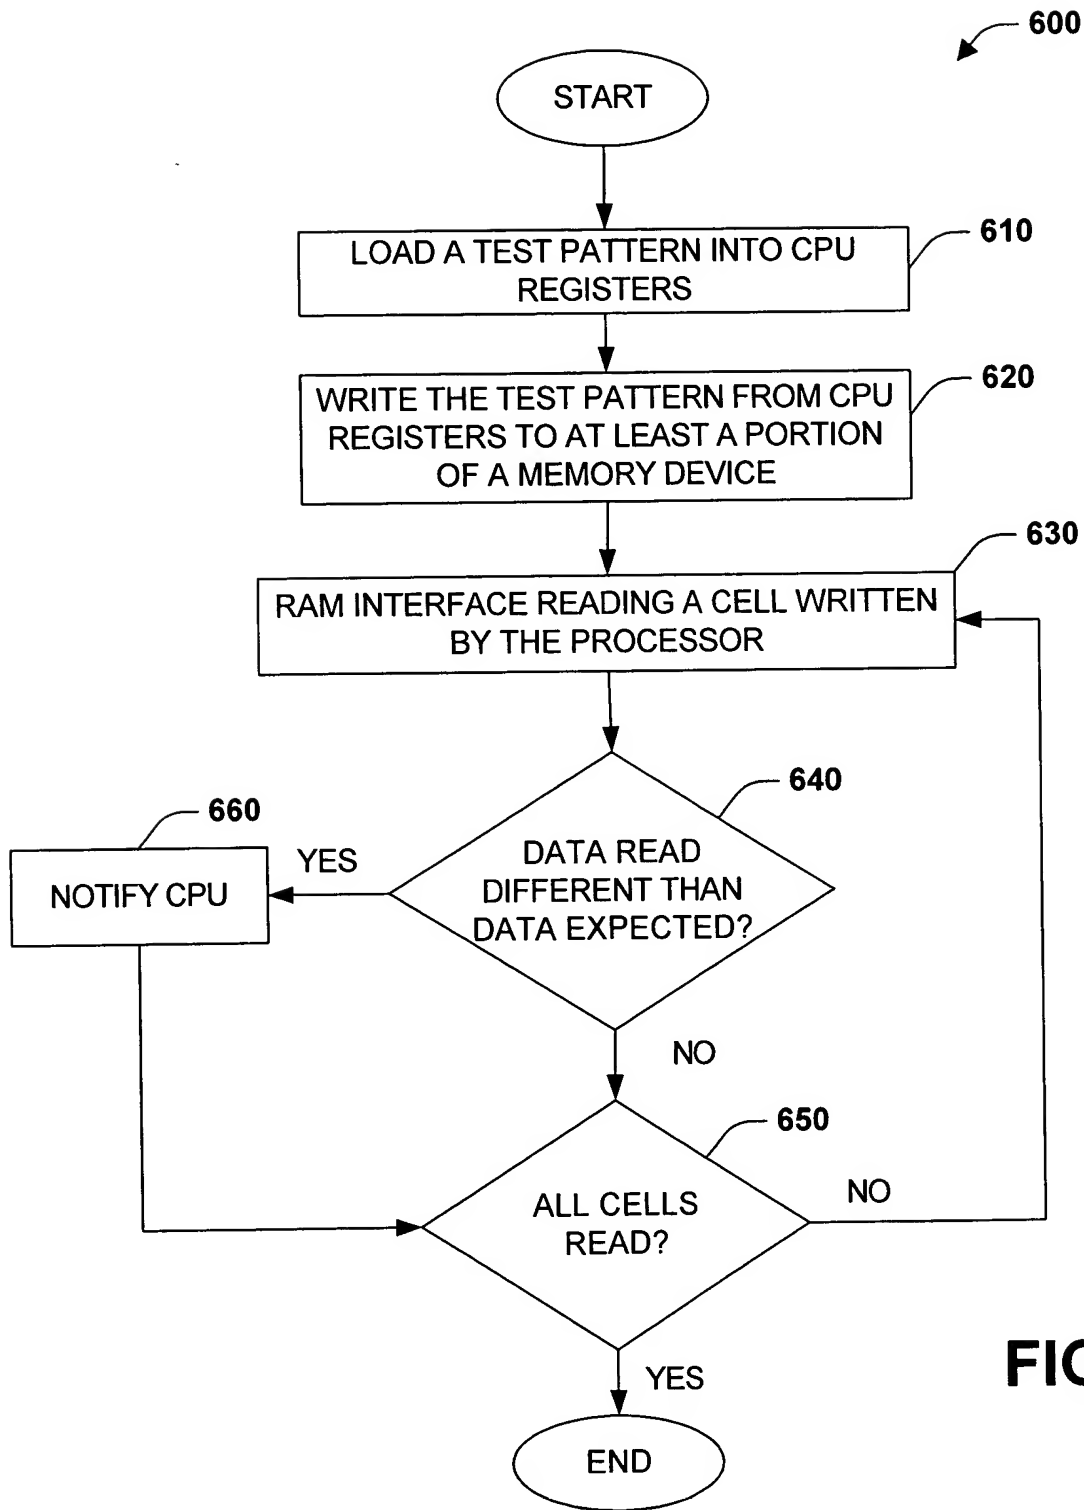 600
START
610
LOAD A TEST PATTERN INTO CPU
REGISTERS
620
WRITE THE TEST PATTERN FROM CPU
REGISTERS TO AT LEAST A PORTION
OF A MEMORY DEVICE
630
RAM INTERFACE READING A CELL WRITTEN
BY THE PROCESSOR
640
660
YES
DATA READ
DIFFERENT THAN
DATA EXPECTED?
NOTIFY CPU
NO
650
NO
ALL CELLS
READ?
YES
END